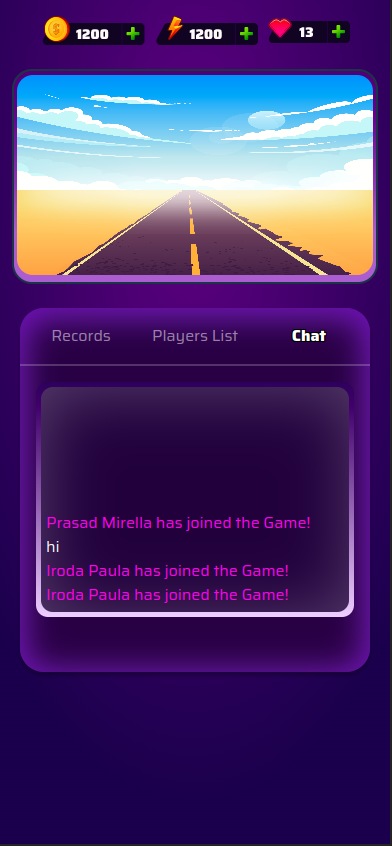 1200
1200
13
Records
Players List
Chat
Prasad Mirella has joined the Game!
hi
Iroda Paula has joined the Game!
Iroda Paula has joined the Game!